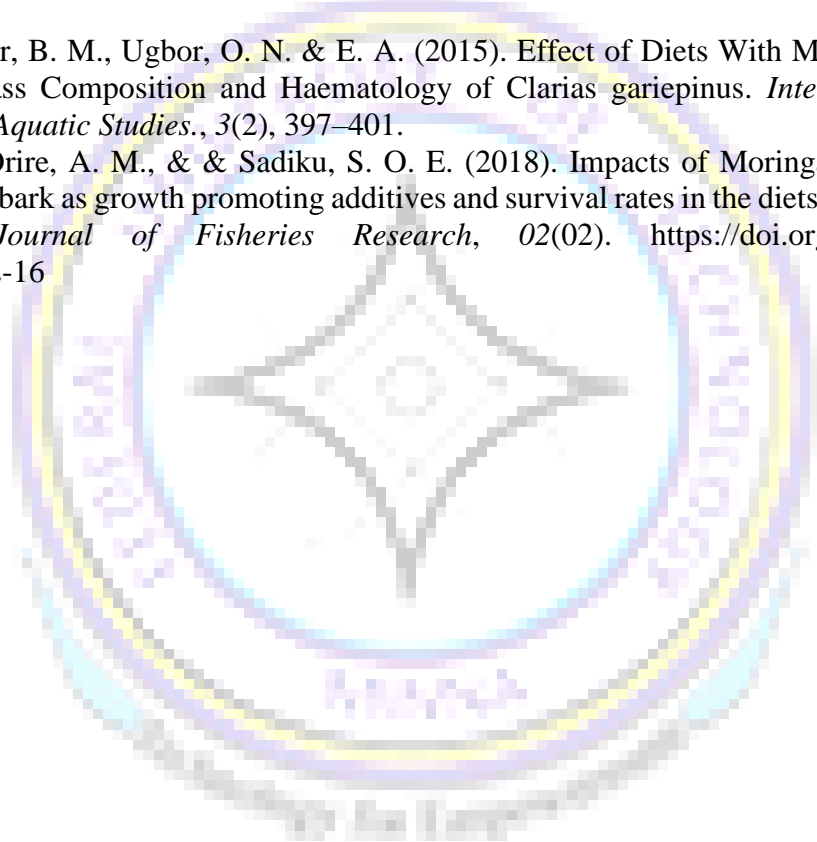 r, B. M., Ugbor, O. N. & E. A. (2015). Effect of Diets With M
ass Composition and Haematology of Clarias gariepinus. Inte
Aquatic Studies., 3(2), 397–401.
Orire, A. M., & & Sadiku, S. O. E. (2018). Impacts of Moring
bark as growth promoting additives and survival rates in the diets
Journal of Fisheries Research, 02(02). https://doi.or
-16